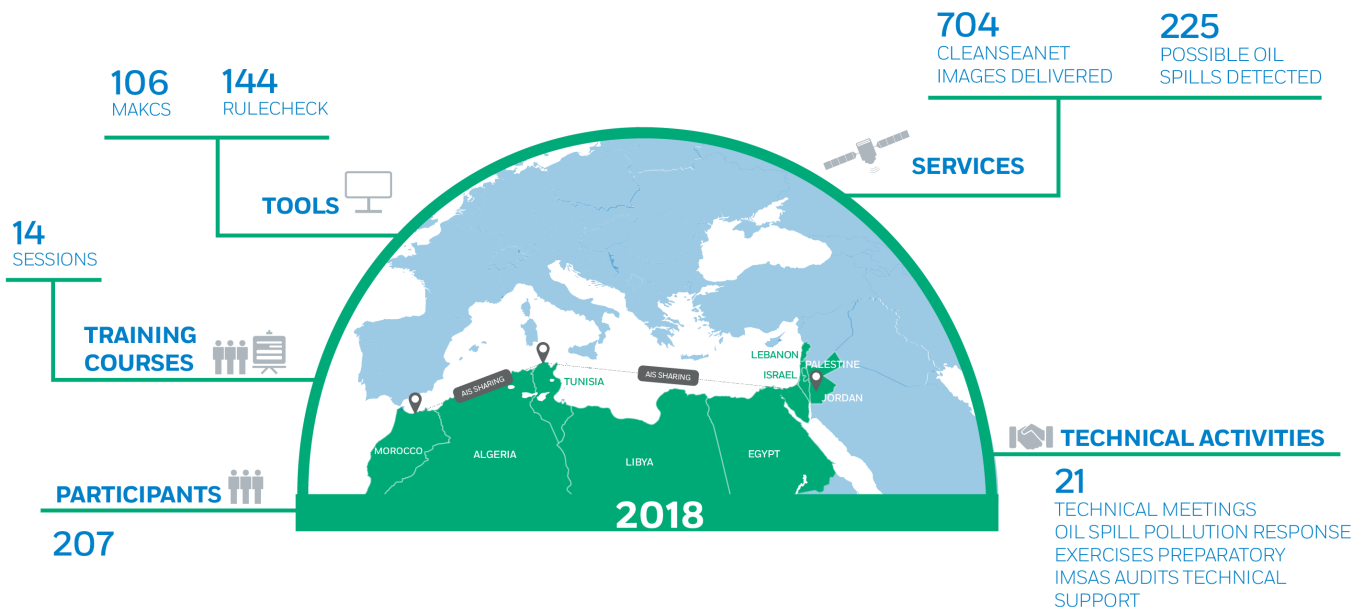 704
CLEANSEANET
IMAGES DELIVERED
225
POSSIBLE OIL
SPILLS DETECTED
106
MAKCS
144
RULECHECK
SERVICES
TOOLS
14
SESSIONS
TRAINING
COURSES
LEBANON
PALESTINE
ISRAEL
JORDAN
TUNISIA
AIS SHARING
AIS SHARING
MOROCCO
ALGERIA
LIBYA
EGYPT
PARTICIPANTS
207
2018
TECHNICAL ACTIVITIES
21
TECHNICAL MEETINGS
OIL SPILL POLLUTION RESPONSE
EXERCISES PREPARATORY
IMSAS AUDITS TECHNICAL
SUPPORT